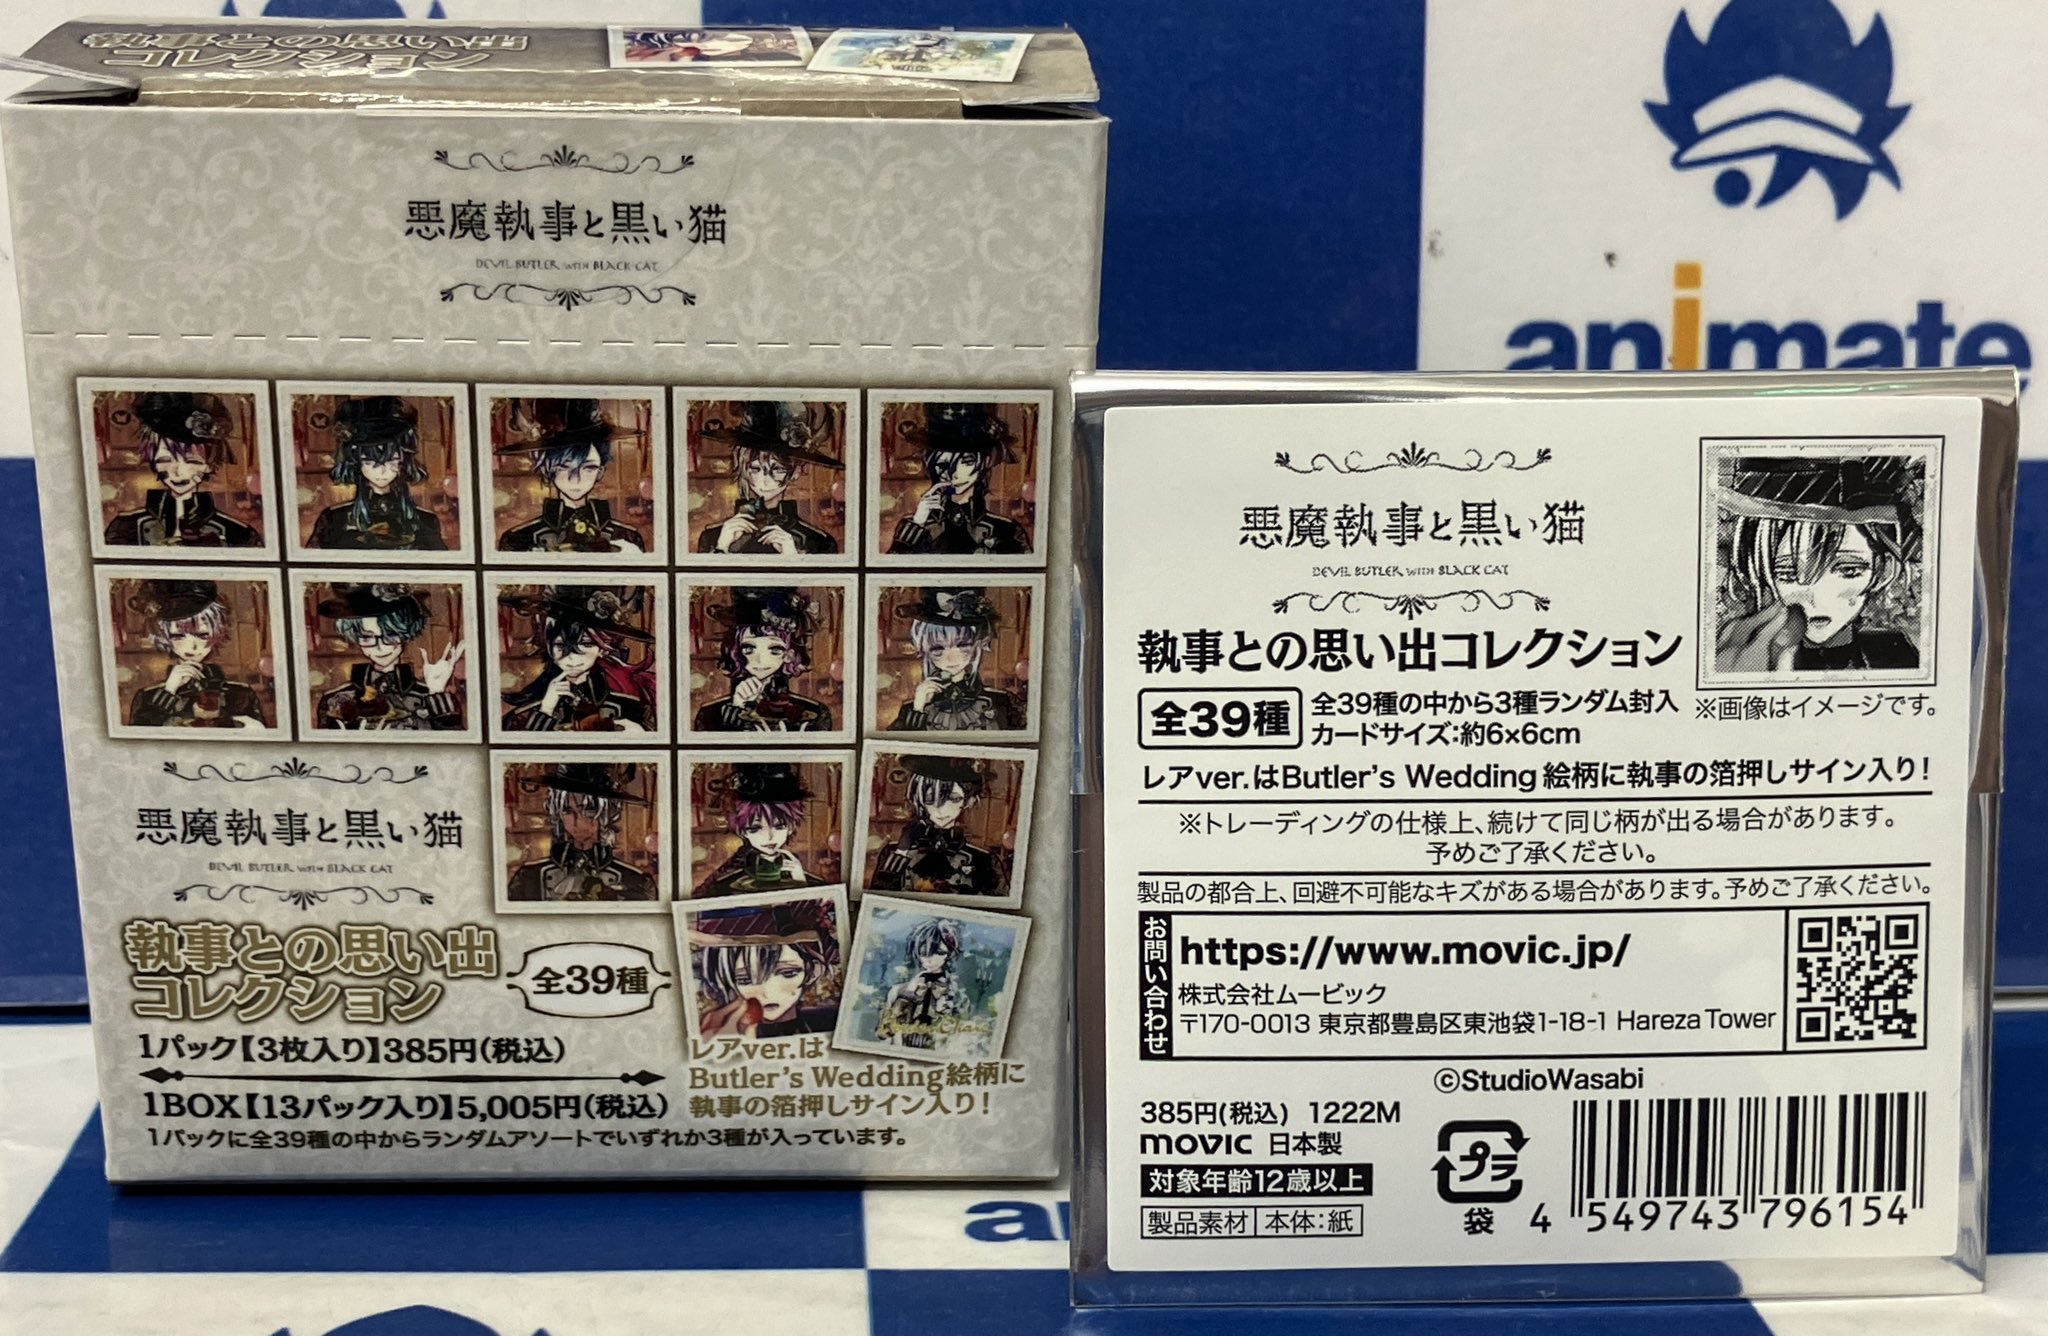 執事との思い出
コレクション
悪魔執事と黒い猫
DEVIL BUTLER WITH BLACK CAT
悪魔執事と黒い猫
DEVIL BUTLER WITH BLACK CAT
執事との思い出
コレクション
全39種
1パック【3枚入り】385円(税込)
1BOX【13パック入り】5,005円(税込)
1パックに全39種の中からランダムアソートでいずれか3種が入っています。
レアver.は
Butler's Wedding絵柄に
執事の箔押しサイン入り!
animate
悪魔執事と黒い猫
DEVIL BUTLER WITH BLACK CAT
執事との思い出コレクション
全39種
全39種の中から3種ランダム封入
カードサイズ:約6×6cm
※画像はイメージです。
レアver.はButler's Wedding絵柄に執事の箔押しサイン入り!
※トレーディングの仕様上、続けて同じ柄が出る場合があります。
予めご了承ください。
製品の都合上、回避不可能なキズがある場合があります。予めご了承ください。
お問い合わせ
https://www.movic.jp/
株式会社ムービック
〒170-0013 東京都豊島区東池袋1-18-1 Hareza Tower
©StudioWasabi
385円(税込) 1222M
movic 日本製
対象年齢12歳以上
製品素材 本体:紙
プラ
袋
4 549743 796154